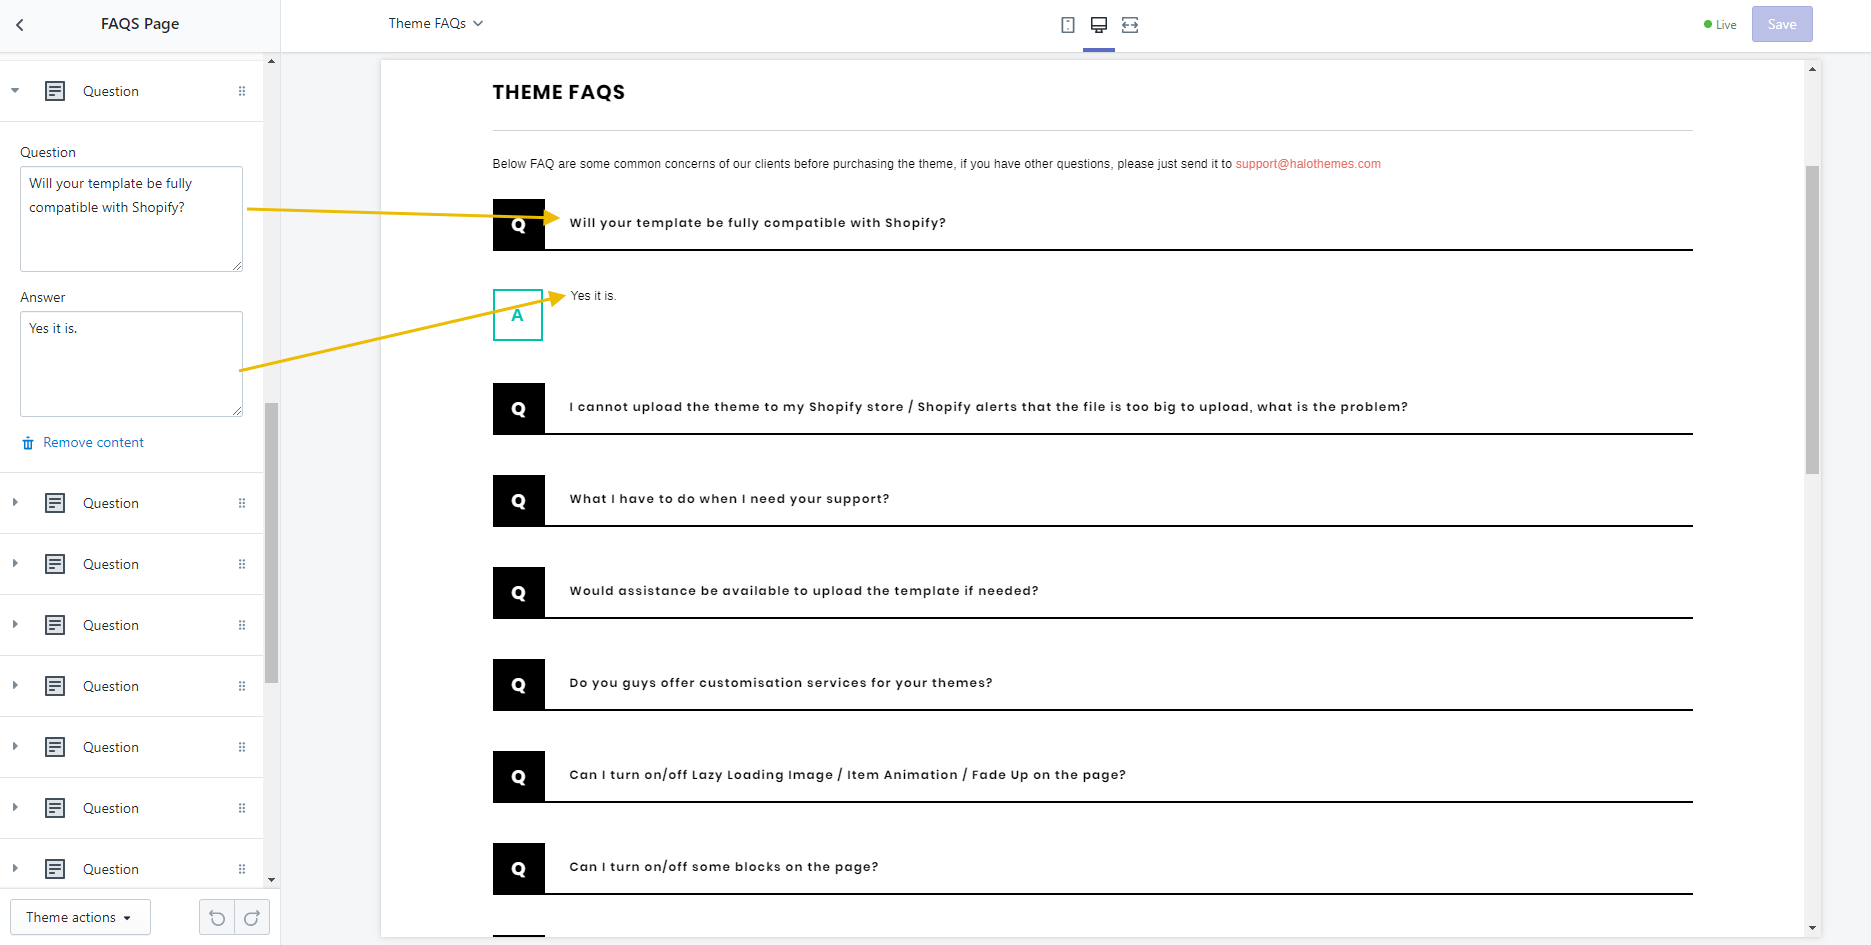 FAQS Page
Theme FAQs
Live
Save
Question
Question
Will your template be fully
compatible with Shopify?
Answer
Yes it is.
Remove content
Question
Question
Question
Question
Question
Question
Question
Theme actions
THEME FAQS
Below FAQ are some common concerns of our clients before purchasing the theme, if you have other questions, please just send it to support@halothemes.com
Q Will your template be fully compatible with Shopify?
A Yes it is.
Q I cannot upload the theme to my Shopify store / Shopify alerts that the file is too big to upload, what is the problem?
Q What I have to do when I need your support?
Q Would assistance be available to upload the template if needed?
Q Do you guys offer customisation services for your themes?
Q Can I turn on/off Lazy Loading Image / Item Animation / Fade Up on the page?
Q Can I turn on/off some blocks on the page?